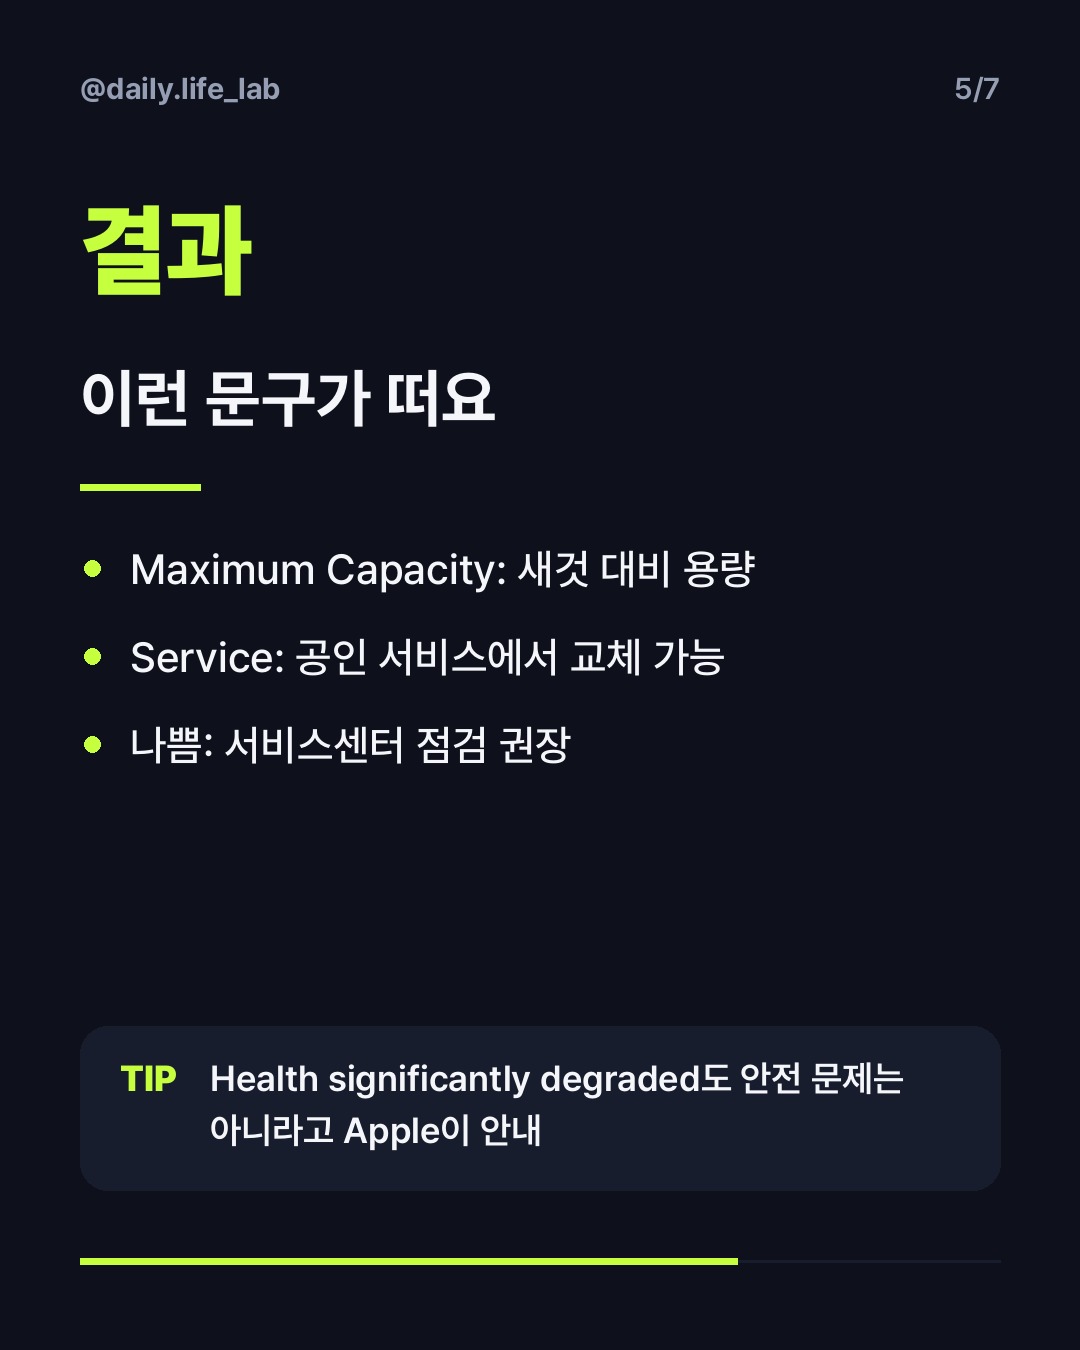 @daily.life_lab
5/7
결과
이런 문구가 떠요
Maximum Capacity: 새것 대비 용량
Service: 공인 서비스에서 교체 가능
나쁨: 서비스센터 점검 권장
TIP Health significantly degraded도 안전 문제는
아니라고 Apple이 안내